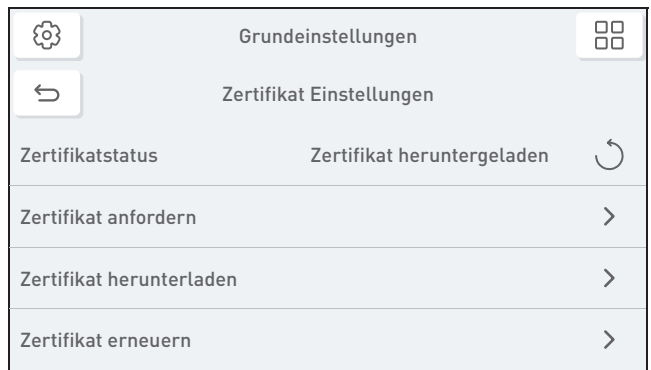 Grundeinstellungen
Zertifikat Einstellungen
Zertifikatstatus Zertifikat heruntergeladen
Zertifikat anfordern
Zertifikat herunterladen
Zertifikat erneuern